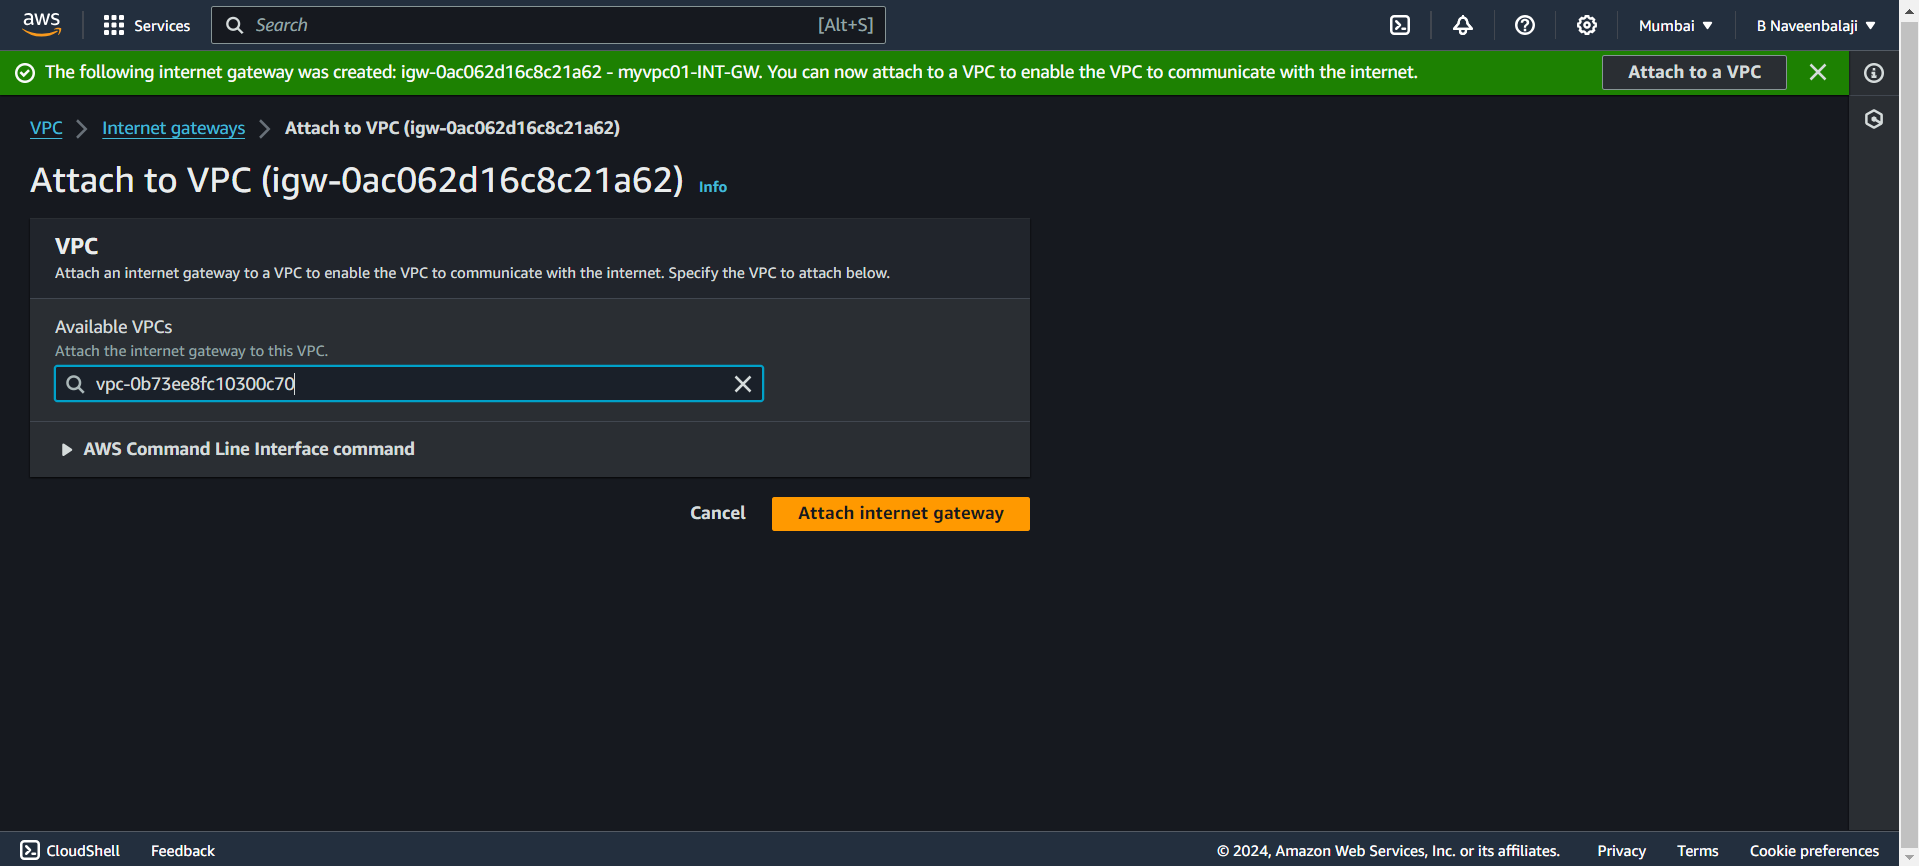 aws
Services
Search
[Alt+S]
Mumbai
B Naveenbalaji
The following internet gateway was created: igw-0ac062d16c8c21a62 - myvpc01-INT-GW. You can now attach to a VPC to enable the VPC to communicate with the internet.
Attach to a VPC
VPC
Internet gateways
Attach to VPC (igw-0ac062d16c8c21a62)
Attach to VPC (igw-0ac062d16c8c21a62)
Info
VPC
Attach an internet gateway to a VPC to enable the VPC to communicate with the internet. Specify the VPC to attach below.
Available VPCs
Attach the internet gateway to this VPC.
vpc-0b73ee8fc10300c70
AWS Command Line Interface command
Cancel
Attach internet gateway
CloudShell
Feedback
© 2024, Amazon Web Services, Inc. or its affiliates.
Privacy
Terms
Cookie preferences